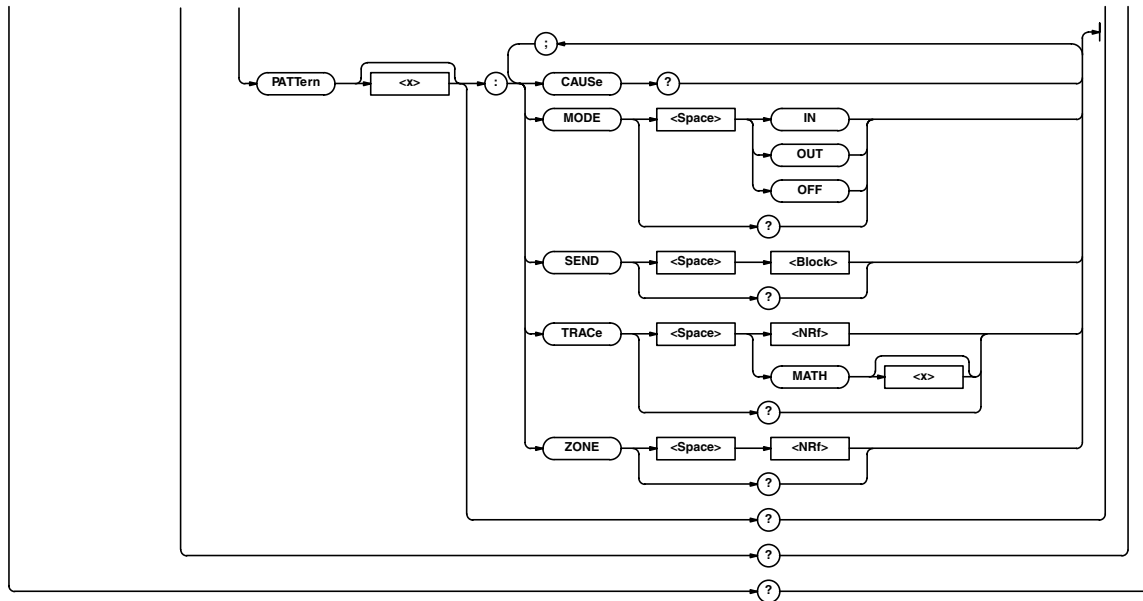 ;
PATTern <x> : CAUSe ?
MODE <Space> IN
OUT
OFF
?
SEND <Space> <Block>
?
TRACe <Space> <NRf>
MATH <x>
?
ZONE <Space> <NRf>
?
?
?
?